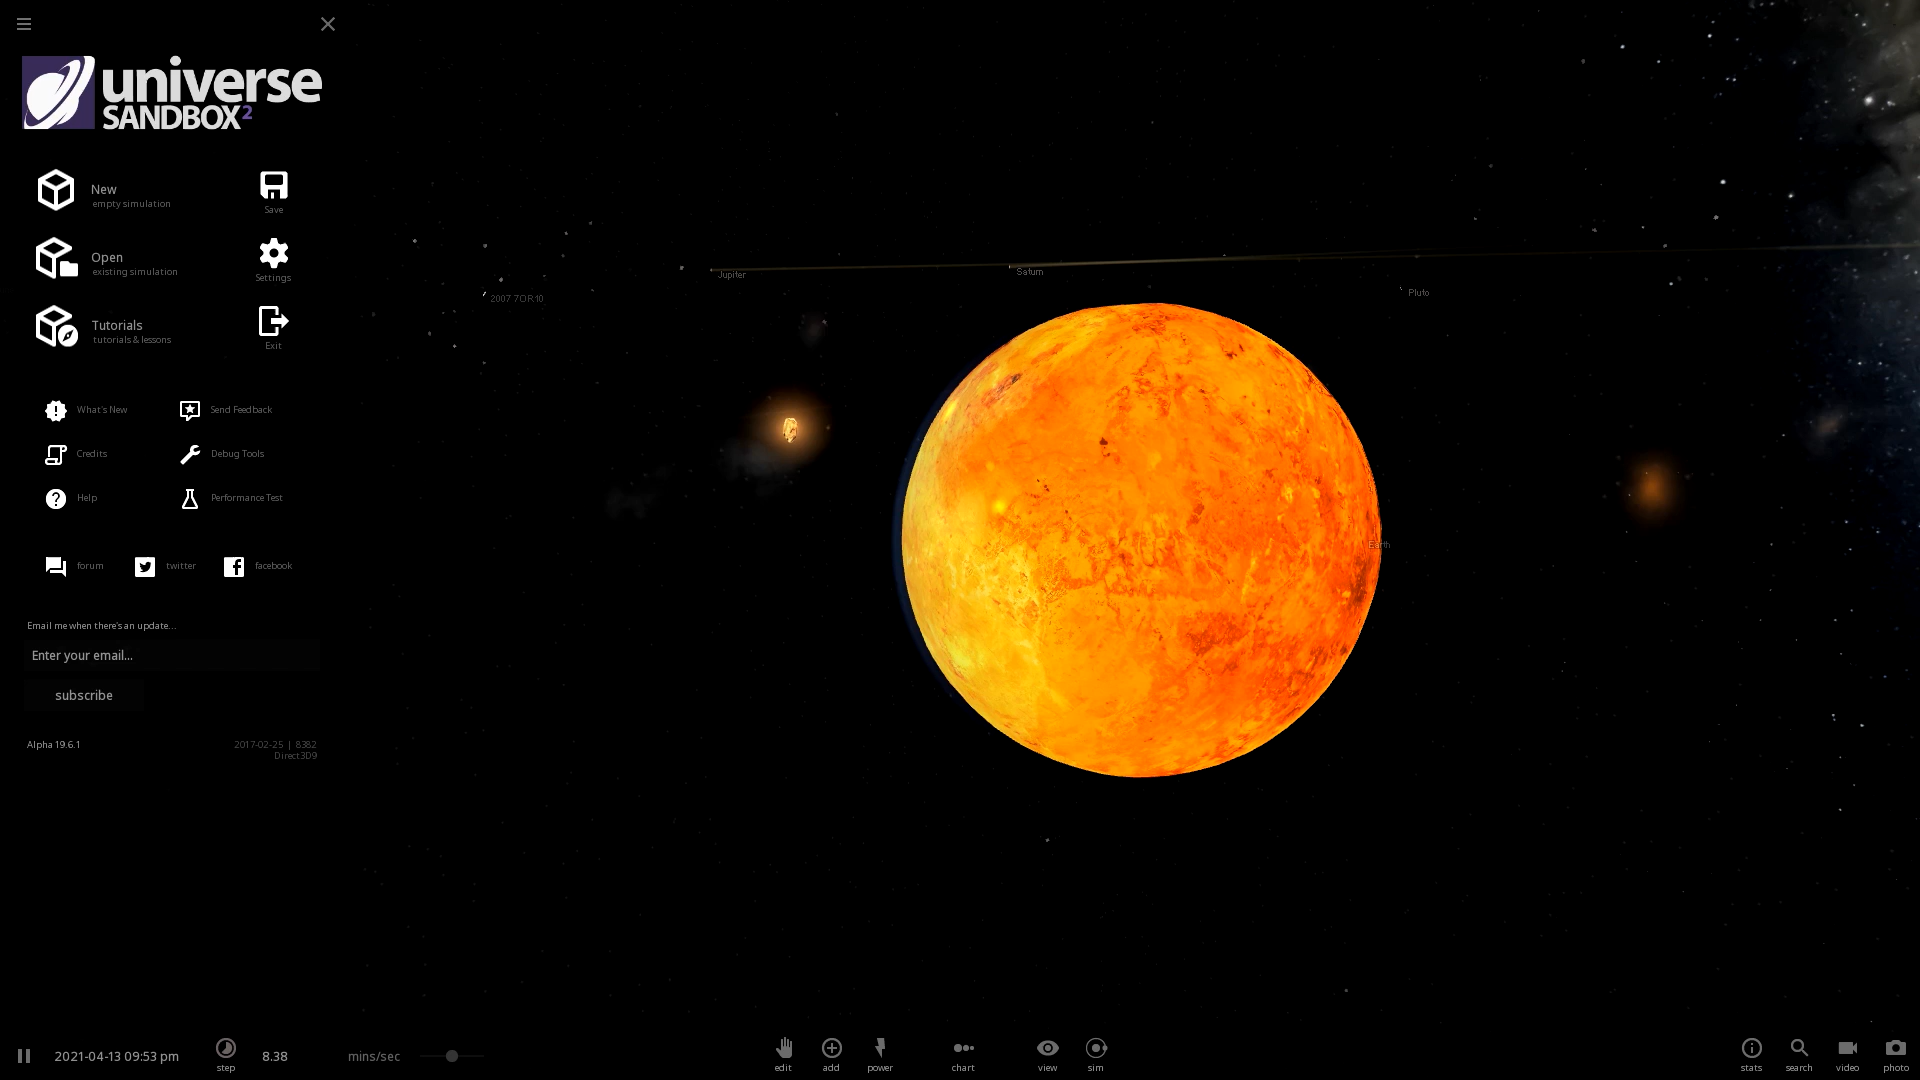 universe
SANDBOX²
New
empty simulation
Save
Open
existing simulation
Settings
Tutorials
tutorials & lessons
Exit
What's New
Send Feedback
Credits
Debug Tools
Help
Performance Test
forum
twitter
facebook
Email me when there's an update...
Enter your email...
subscribe
Alpha 19.6.1
2017-02-25 | 8382
Direct3D9
Jupiter
Saturn
2007 7OR10
Pluto
Earth
2021-04-13 09:53 pm
step
8.38
mins/sec
edit
add
power
chart
view
sim
stats
search
video
photo